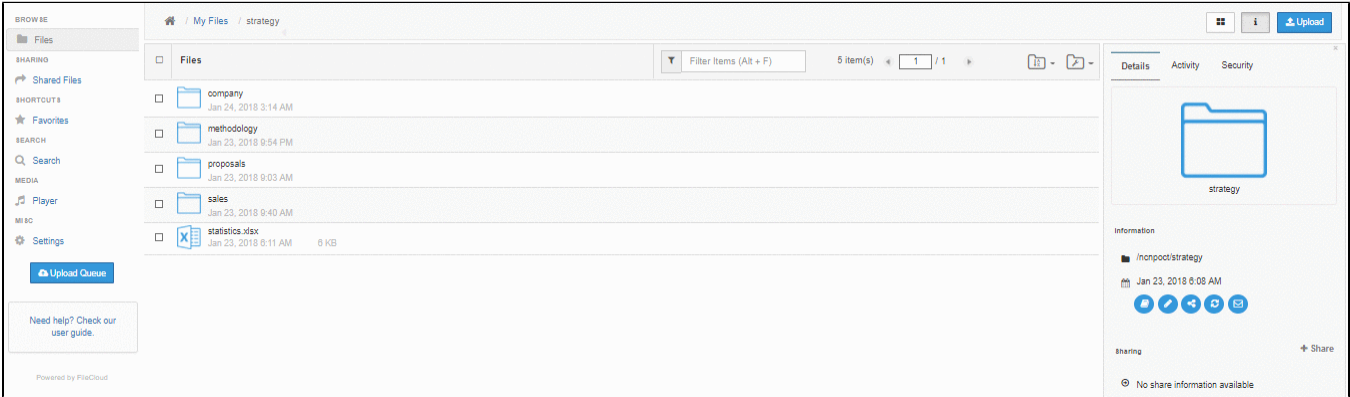 BROWSE
Files
SHARING
Shared Files
SHORTCUTS
Favorites
SEARCH
Search
MEDIA
Player
MISC
Settings
Upload Queue
Need help? Check our
user guide.
Powered by FileCloud
/ My Files / strategy
i
Upload
Files
Filter Items (Alt + F)
5 item(s)
1 / 1
company
Jan 24, 2018 3:14 AM
methodology
Jan 23, 2018 9:54 PM
proposals
Jan 23, 2018 9:03 AM
sales
Jan 23, 2018 9:40 AM
statistics.xlsx
Jan 23, 2018 6:11 AM 6 KB
Details Activity Security
strategy
Information
/ncnpoct/strategy
Jan 23, 2018 6:08 AM
Sharing + Share
No share information available